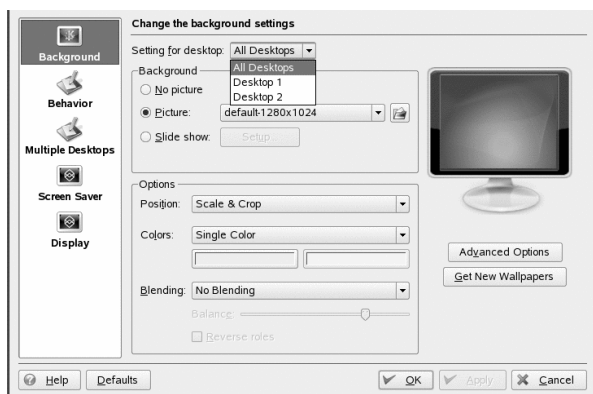 Background
Behavior
Multiple Desktops
Screen Saver
Display
Change the background settings
Setting for desktop: All Desktops
All Desktops
Desktop 1
Desktop 2
Background
No picture
Picture: default-1280x1024
Slide show: Setup...
Options
Position: Scale & Crop
Colors: Single Color
Blending: No Blending
Balance:
Reverse roles
Advanced Options
Get New Wallpapers
Help Defaults OK Apply Cancel